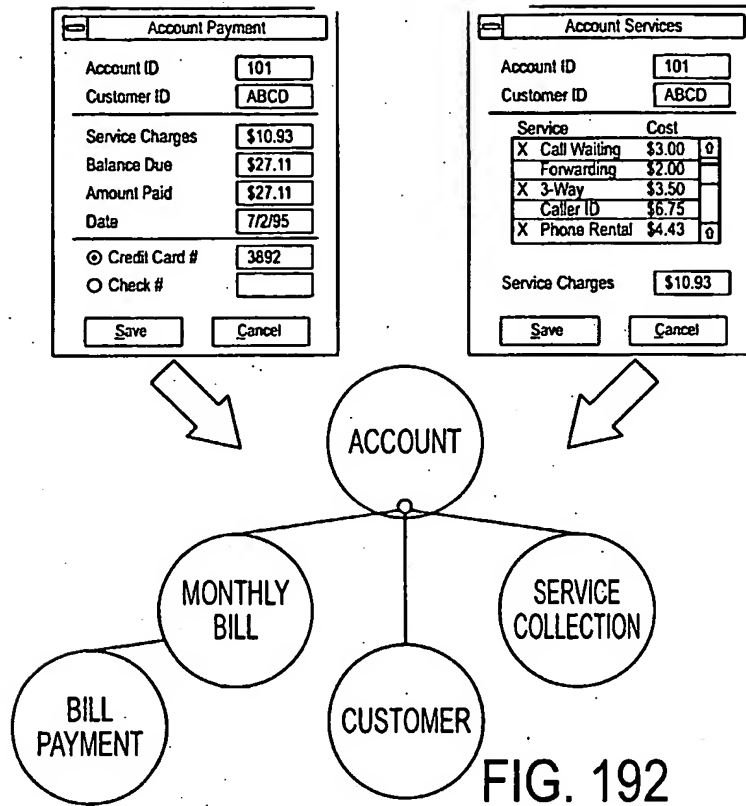 Account Payment
Account ID 101
Customer ID ABCD
Service Charges $10.93
Balance Due $27.11
Amount Paid $27.11
Date 7/2/95
Credit Card # 3892
Check #
Save Cancel
Account Services
Account ID 101
Customer ID ABCD
Service Cost
X Call Waiting $3.00
Forwarding $2.00
X 3-Way $3.50
Caller ID $6.75
X Phone Rental $4.43
Service Charges $10.93
Save Cancel
ACCOUNT
MONTHLY
BILL
SERVICE
COLLECTION
BILL
PAYMENT
CUSTOMER
FIG. 192